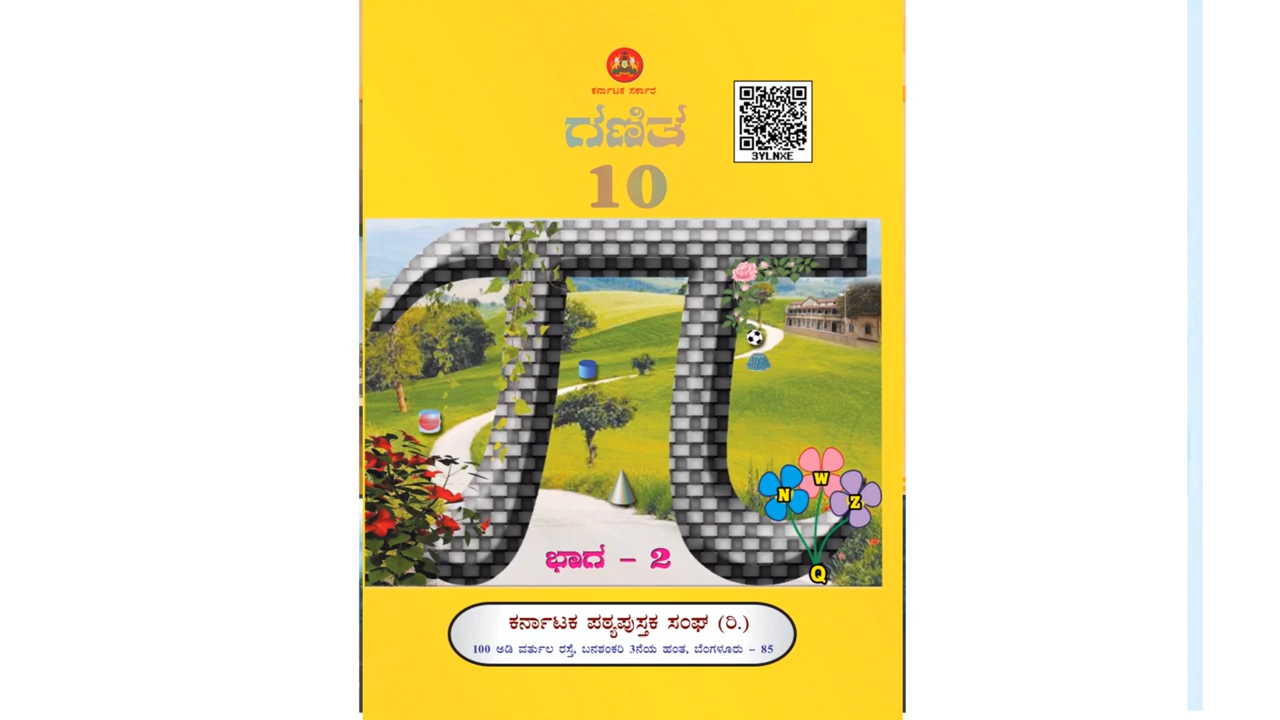 ಕರ್ನಾಟಕ ಸರ್ಕಾರ
ಗಣಿತ
3YLNXE
10
N W Z
Q
ಭಾಗ - 2
ಕರ್ನಾಟಕ ಪಠ್ಯಪುಸ್ತಕ ಸಂಘ (ರಿ.)
100 ಅಡಿ ವರ್ತುಲ ರಸ್ತೆ, ಬನಶಂಕರಿ 3ನೆಯ ಹಂತ, ಬೆಂಗಳೂರು - 85